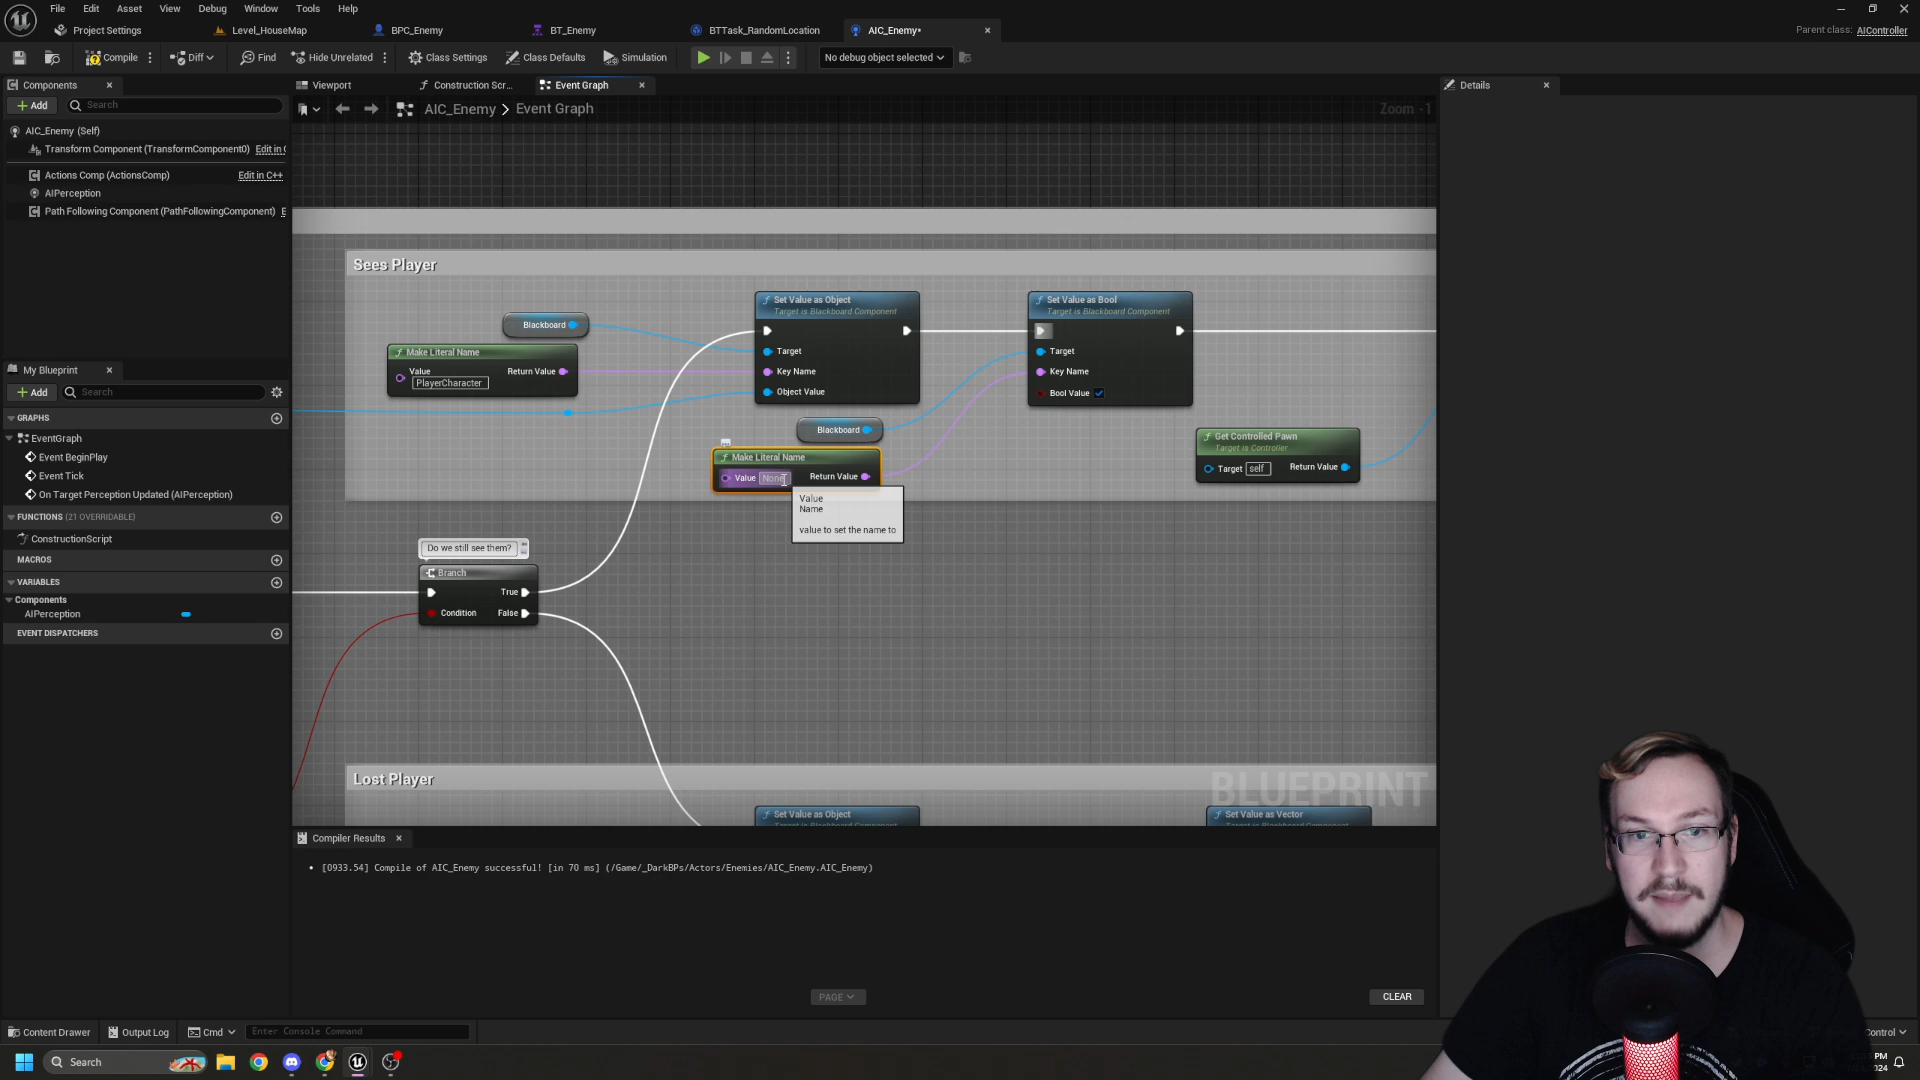 File Edit Asset View Window Tools Debug Help
Project Settings Level_HouseMap BPC_Enemy BT_Enemy BTTask_RandomLocation AIC_Enemy•
Parent class: AIController
Compile Diff Find Hide Unrelated Class Settings Class Defaults Simulation No debug object selected
Components
Add Search
AIC_Enemy (Self)
Transform Component (TransformComponent0) Edit in C
Actions Comp (ActionsComp) Edit in C++
AIPerception
Path Following Component (PathFollowingComponent) E
My Blueprint
Add Search
GRAPHS
EventGraph
Event BeginPlay
Event Tick
On Target Perception Updated (AIPerception)
FUNCTIONS (21 OVERRIDABLE)
ConstructionScript
MACROS
VARIABLES
Components
AIPerception
EVENT DISPATCHERS
Viewport Construction Scr... Event Graph
AIC_Enemy > Event Graph Zoom -1
Sees Player
Blackboard
Make Literal Name
Value Return Value
PlayerCharacter
Set Value as Object
Target is Blackboard Component
Target
Key Name
Object Value
Set Value as Bool
Target is Blackboard Component
Target
Key Name
Bool Value
Blackboard
Make Literal Name
Value None Return Value
Value
Name
value to set the name to
Get Controlled Pawn
Target is Controller
Target self Return Value
Do we still see them?
Branch
True
Condition False
Lost Player
BLUEPRINT
Set Value as Object
Set Value as Vector
Compiler Results
[0933.54] Compile of AIC_Enemy successful! [in 70 ms] (/Game/_DarkBPs/Actors/Enemies/AIC_Enemy.AIC_Enemy)
PAGE CLEAR
Details
Content Drawer Output Log Cmd Enter Console Command
Control
Search
PM
2024